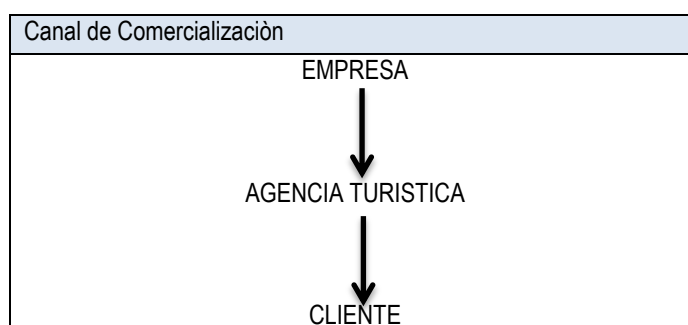 Canal de Comercializaciòn
EMPRESA
AGENCIA TURISTICA
CLIENTE